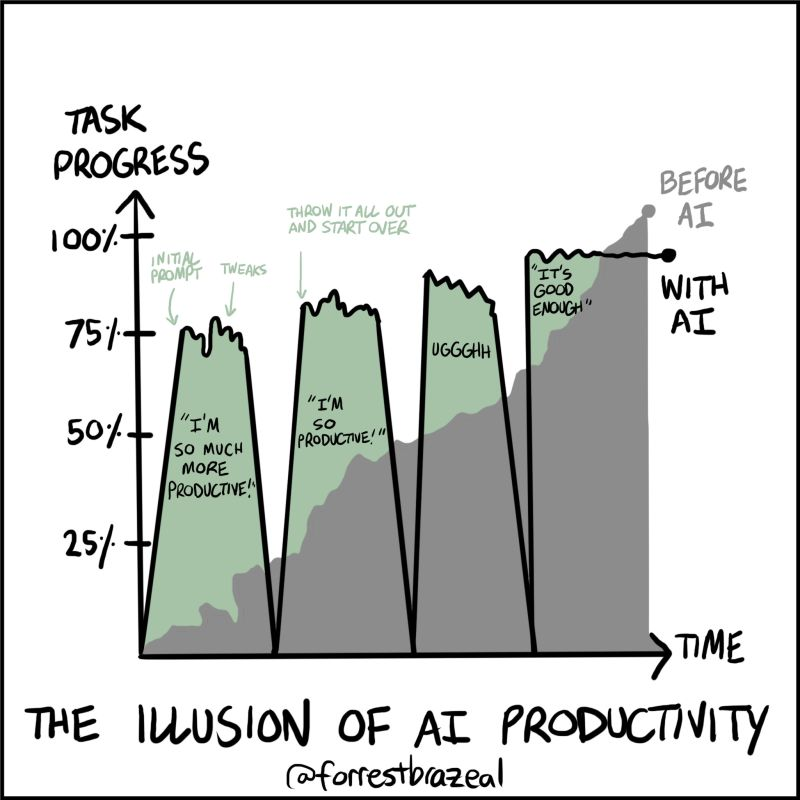 TASK
PROGRESS
100%
75%
50%
25%
INITIAL
PROMPT
TWEAKS
THROW IT ALL OUT
AND START OVER
BEFORE
AI
WITH
AI
"I'M
SO MUCH
MORE
PRODUCTIVE!"
"I'M
SO
PRODUCTIVE!"
UGGGHH
"IT'S
GOOD
ENOUGH"
TIME
THE ILLUSION OF AI PRODUCTIVITY
@forrestbrazeal